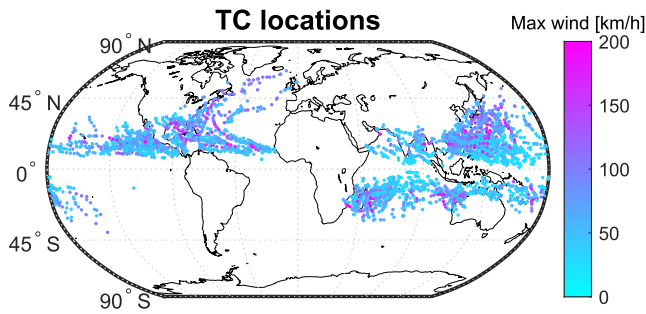 TC locations
Max wind [km/h]
90° N
45° N
0°
45° S
90° S
200
150
100
50
0